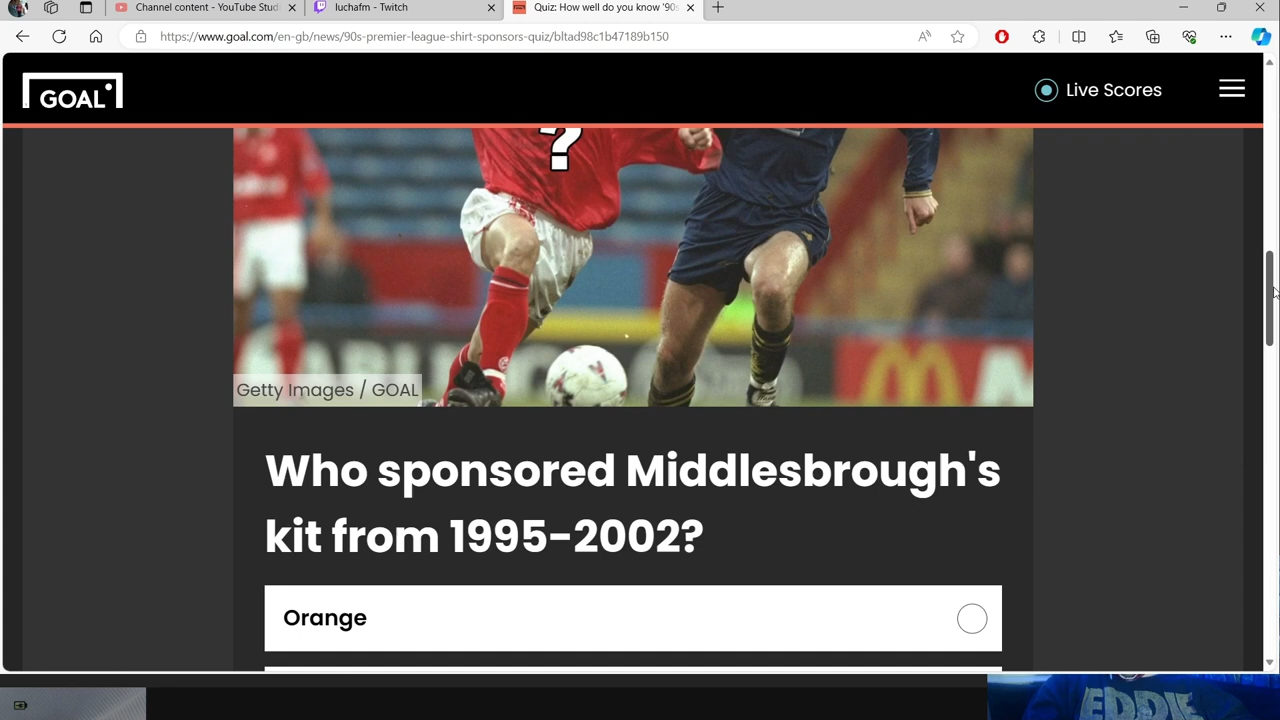 Channel content - YouTube Stud
luchafm - Twitch
Quiz: How well do you know '90s
https://www.goal.com/en-gb/news/90s-premier-league-shirt-sponsors-quiz/bltad98c1b47189b150
GOAL
Live Scores
?
Getty Images / GOAL
Who sponsored Middlesbrough's
kit from 1995-2002?
Orange
EDDIE